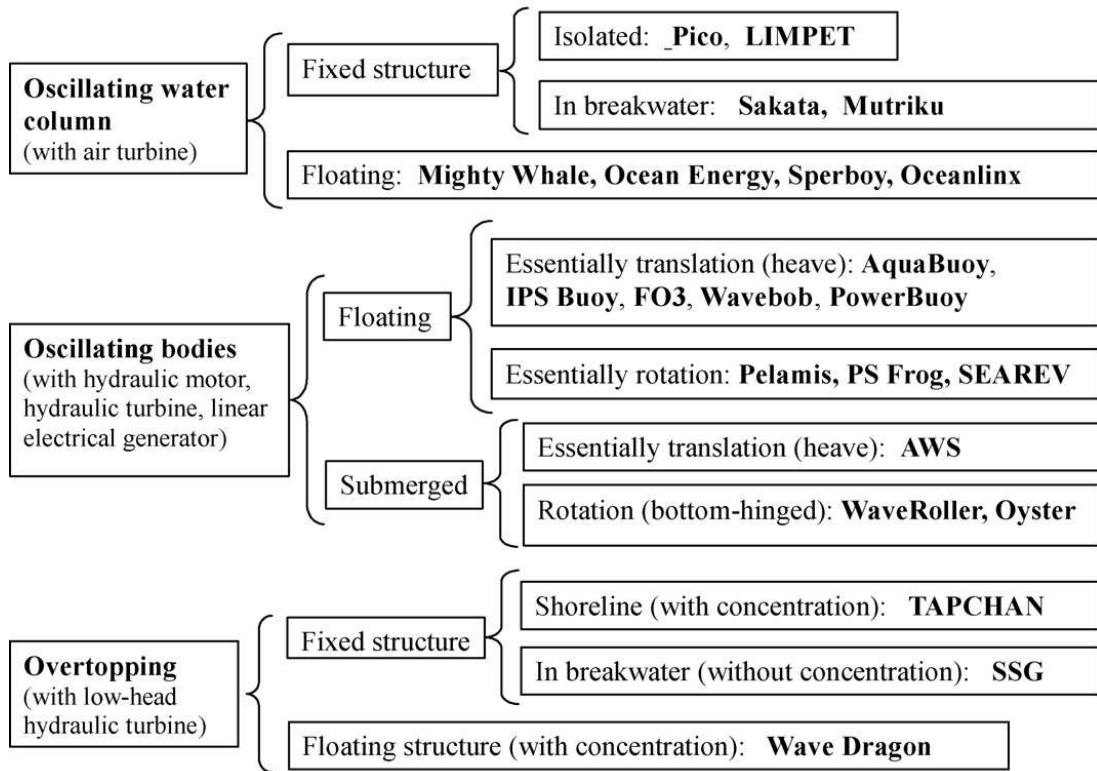 Oscillating water
column
(with air turbine)
Fixed structure
Isolated: _Pico, LIMPET
In breakwater: Sakata, Mutriku
Floating: Mighty Whale, Ocean Energy, Sperboy, Oceanlinx
Oscillating bodies
(with hydraulic motor,
hydraulic turbine, linear
electrical generator)
Floating
Essentially translation (heave): AquaBuoy,
IPS Buoy, FO3, Wavebob, PowerBuoy
Essentially rotation: Pelamis, PS Frog, SEAREV
Submerged
Essentially translation (heave): AWS
Rotation (bottom-hinged): WaveRoller, Oyster
Overtopping
(with low-head
hydraulic turbine)
Fixed structure
Shoreline (with concentration): TAPCHAN
In breakwater (without concentration): SSG
Floating structure (with concentration): Wave Dragon